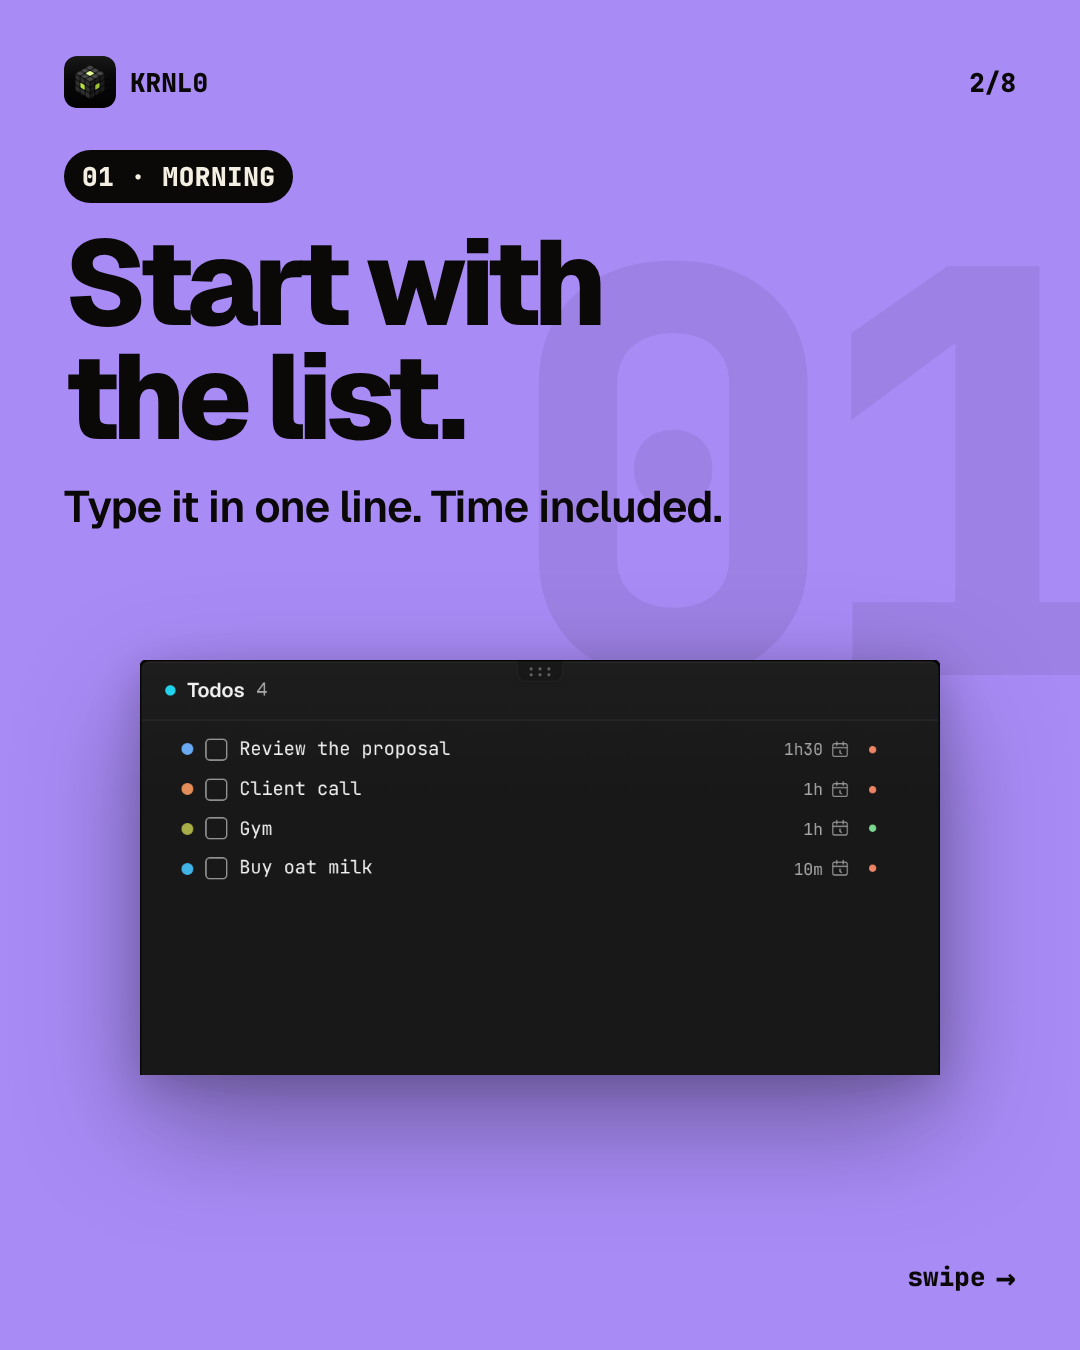 KRNL0
2/8
01 · MORNING
Start with
the list.
Type it in one line. Time included.
01
Todos 4
Review the proposal 1h30
Client call 1h
Gym 1h
Buy oat milk 10m
swipe →